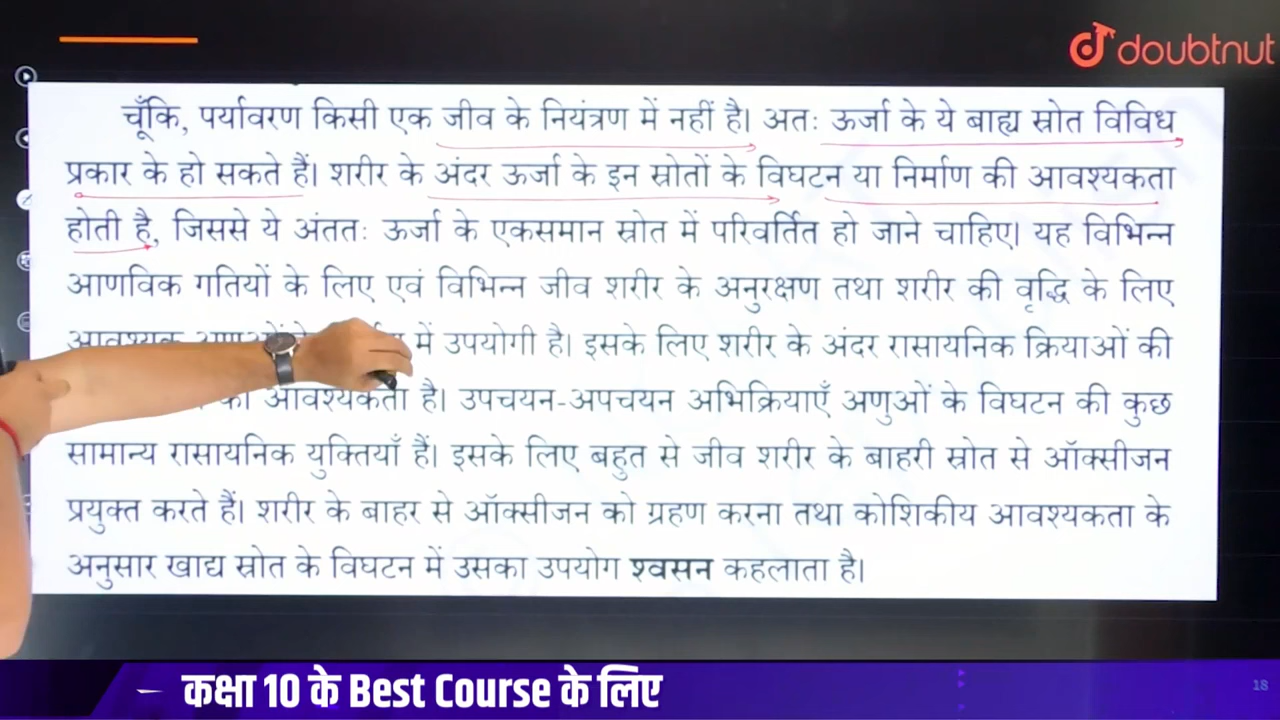 doubtnut
चूँकि, पर्यावरण किसी एक जीव के नियंत्रण में नहीं है। अतः ऊर्जा के ये बाह्य स्रोत विविध
प्रकार के हो सकते हैं। शरीर के अंदर ऊर्जा के इन स्रोतों के विघटन या निर्माण की आवश्यकता
होती है, जिससे ये अंततः ऊर्जा के एकसमान स्रोत में परिवर्तित हो जाने चाहिए। यह विभिन्न
आणविक गतियों के लिए एवं विभिन्न जीव शरीर के अनुरक्षण तथा शरीर की वृद्धि के लिए
आवश्यक में उपयोगी है। इसके लिए शरीर के अंदर रासायनिक क्रियाओं की
की आवश्यकता है। उपचयन-अपचयन अभिक्रियाएँ अणुओं के विघटन की कुछ
सामान्य रासायनिक युक्तियाँ हैं। इसके लिए बहुत से जीव शरीर के बाहरी स्रोत से ऑक्सीजन
प्रयुक्त करते हैं। शरीर के बाहर से ऑक्सीजन को ग्रहण करना तथा कोशिकीय आवश्यकता के
अनुसार खाद्य स्रोत के विघटन में उसका उपयोग श्वसन कहलाता है।
कक्षा 10 के Best Course के लिए
18